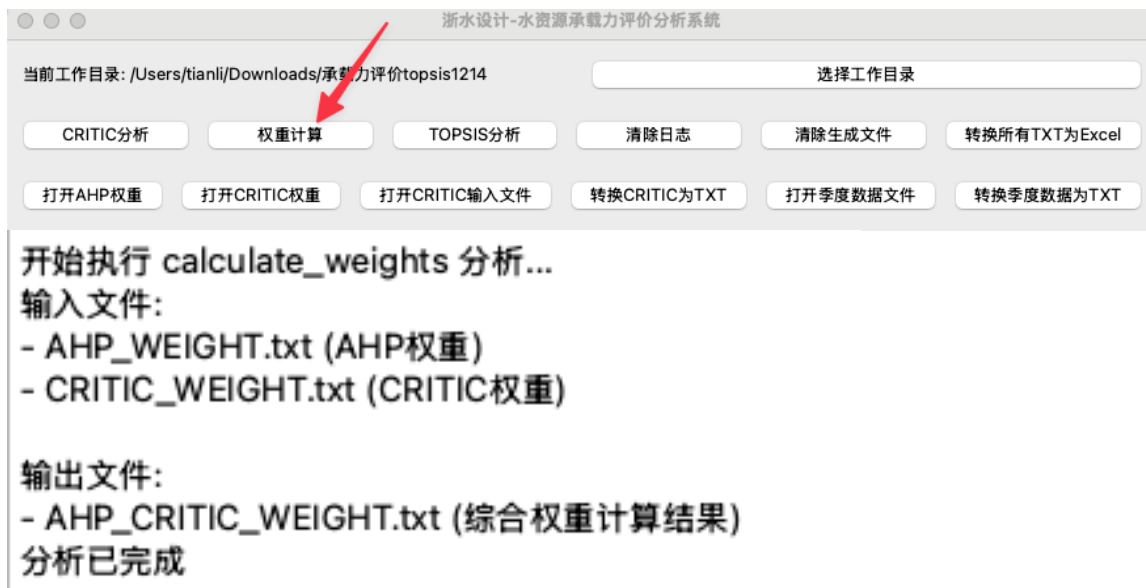 浙水设计-水资源承载力评价分析系统
当前工作目录: /Users/tianli/Downloads/承载力评价topsis1214 选择工作目录
CRITIC分析 权重计算 TOPSIS分析 清除日志 清除生成文件 转换所有TXT为Excel
打开AHP权重 打开CRITIC权重 打开CRITIC输入文件 转换CRITIC为TXT 打开季度数据文件 转换季度数据为TXT
开始执行 calculate_weights 分析...
输入文件:
- AHP_WEIGHT.txt (AHP权重)
- CRITIC_WEIGHT.txt (CRITIC权重)
输出文件:
- AHP_CRITIC_WEIGHT.txt (综合权重计算结果)
分析已完成